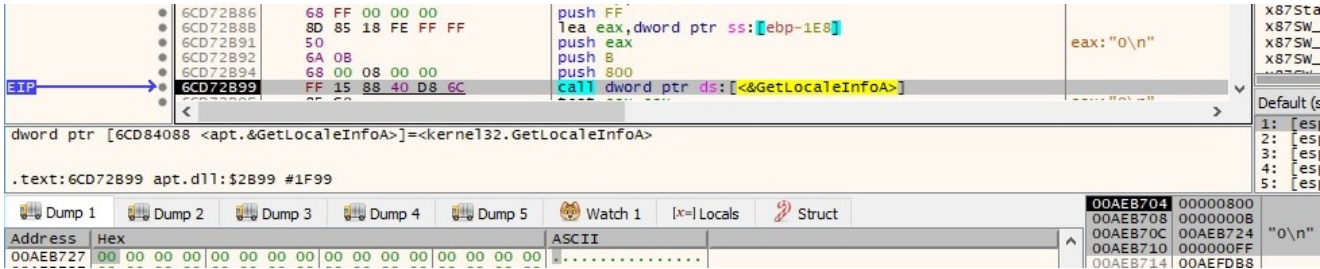 6CD72B86 68 FF 00 00 00 push FF
6CD72B8B 8D 85 18 FE FF FF lea eax,dword ptr ss:[ebp-1E8]
6CD72B91 50 push eax eax:"0\n"
6CD72B92 6A 0B push B
6CD72B94 68 00 08 00 00 push 800
EIP 6CD72B99 FF 15 88 40 D8 6C call dword ptr ds:[<&GetLocaleInfoA>]
x87Sta
x87SW_
x87SW_
x87SW_
Default (s
1: [esp
2: [esp
3: [esp
4: [esp
5: [esp
dword ptr [6CD84088 <apt.&GetLocaleInfoA>]=<kernel32.GetLocaleInfoA>
.text:6CD72B99 apt.dll:$2B99 #1F99
Dump 1 Dump 2 Dump 3 Dump 4 Dump 5 Watch 1 [x=] Locals Struct
Address Hex ASCII
00AEB727 00 00 00 00 00 00 00 00 00 00 00 00 00 00 00 00 ................
00AEB704 00000800
00AEB708 0000000B
00AEB70C 00AEB724 "0\n"
00AEB710 000000FF
00AEB714 00AEFDB8